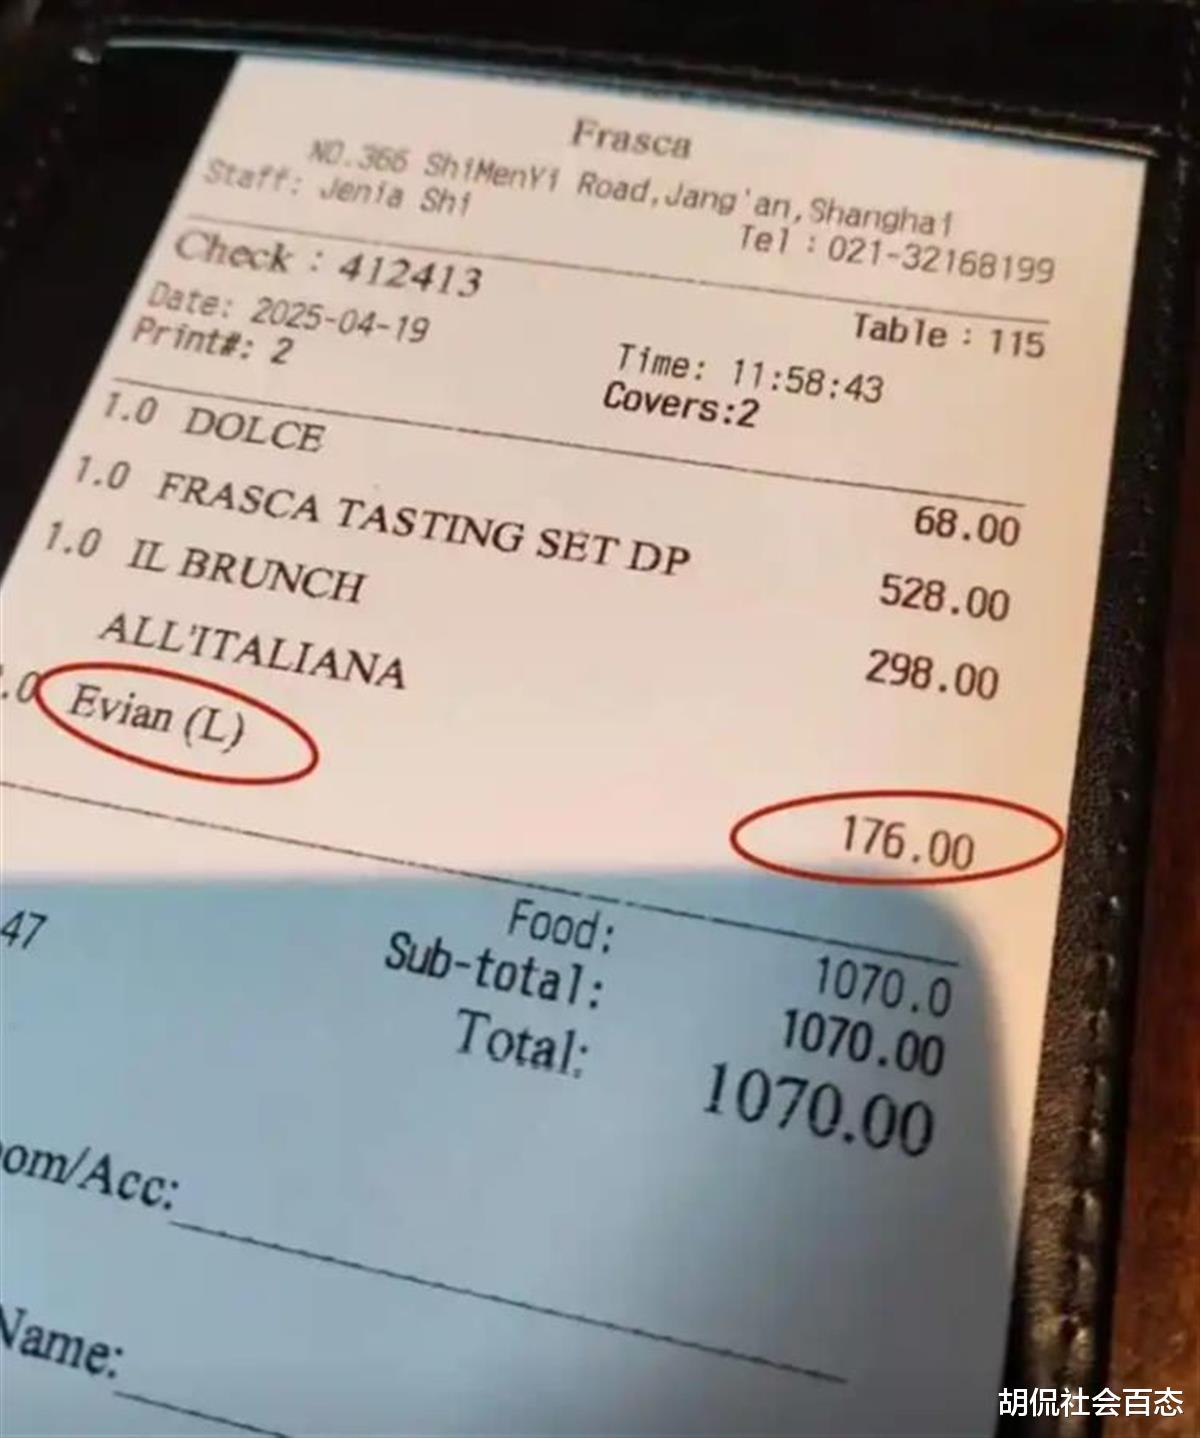 Frasca
NO.366 ShiMenYi Road,Jang'an,Shanghai
Staff: Jenia Shi
Tel：021-32168199
Check：412413
Table：115
Date: 2025-04-19
Time: 11:58:43
Print#: 2
Covers:2
1.0 DOLCE 68.00
1.0 FRASCA TASTING SET DP 528.00
1.0 IL BRUNCH
ALL'ITALIANA 298.00
.0 Evian (L) 176.00
Food: 1070.0
47
Sub-total: 1070.00
Total: 1070.00
oom/Acc:
Name:
胡侃社会百态